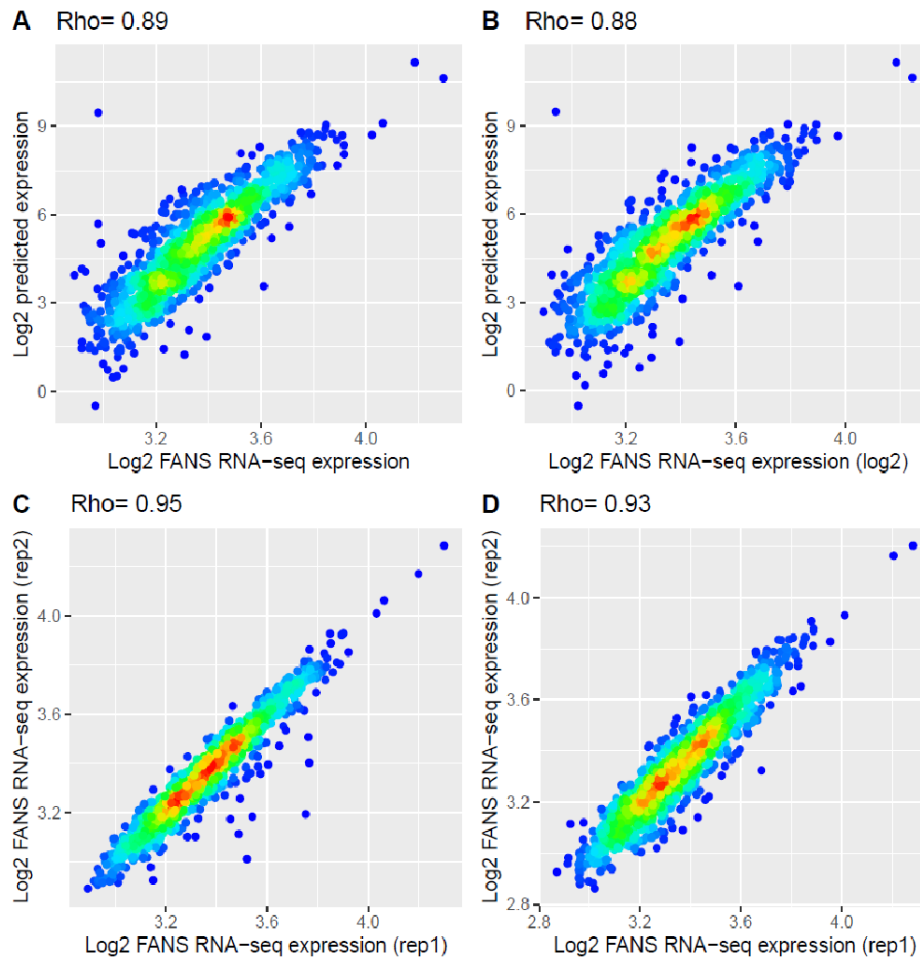 A Rho= 0.89
Log2 predicted expression
9
6
3
0
3.2 3.6 4.0
Log2 FANS RNA−seq expression
B Rho= 0.88
Log2 predicted expression
9
6
3
0
3.2 3.6 4.0
Log2 FANS RNA−seq expression (log2)
C Rho= 0.95
Log2 FANS RNA−seq expression (rep2)
4.0
3.6
3.2
3.2 3.6 4.0
Log2 FANS RNA−seq expression (rep1)
D Rho= 0.93
Log2 FANS RNA−seq expression (rep2)
4.0
3.6
3.2
2.8
2.8 3.2 3.6 4.0
Log2 FANS RNA−seq expression (rep1)